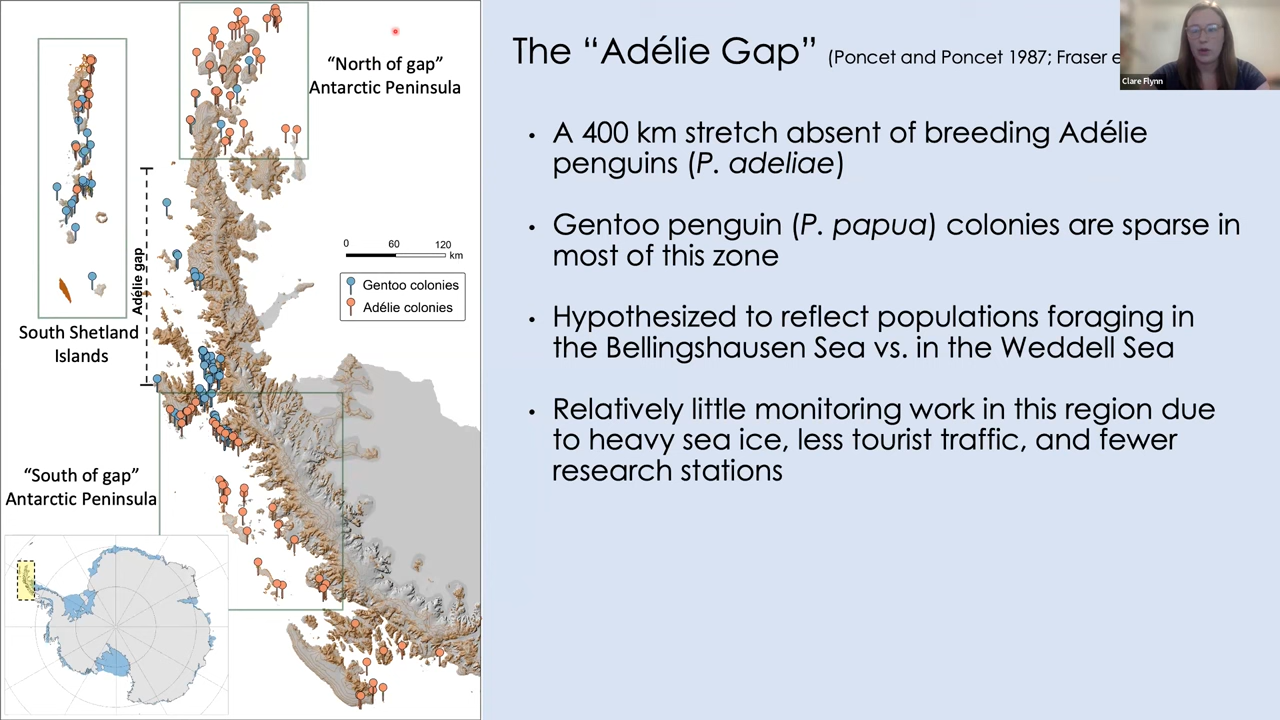 The “Adélie Gap” (Poncet and Poncet 1987; Fraser
Clare Flynn
“North of gap”
Antarctic Peninsula
Adélie gap
0 60 120
km
Gentoo colonies
Adélie colonies
South Shetland
Islands
“South of gap”
Antarctic Peninsula
• A 400 km stretch absent of breeding Adélie
penguins (P. adeliae)
• Gentoo penguin (P. papua) colonies are sparse in
most of this zone
• Hypothesized to reflect populations foraging in
the Bellingshausen Sea vs. in the Weddell Sea
• Relatively little monitoring work in this region due
to heavy sea ice, less tourist traffic, and fewer
research stations